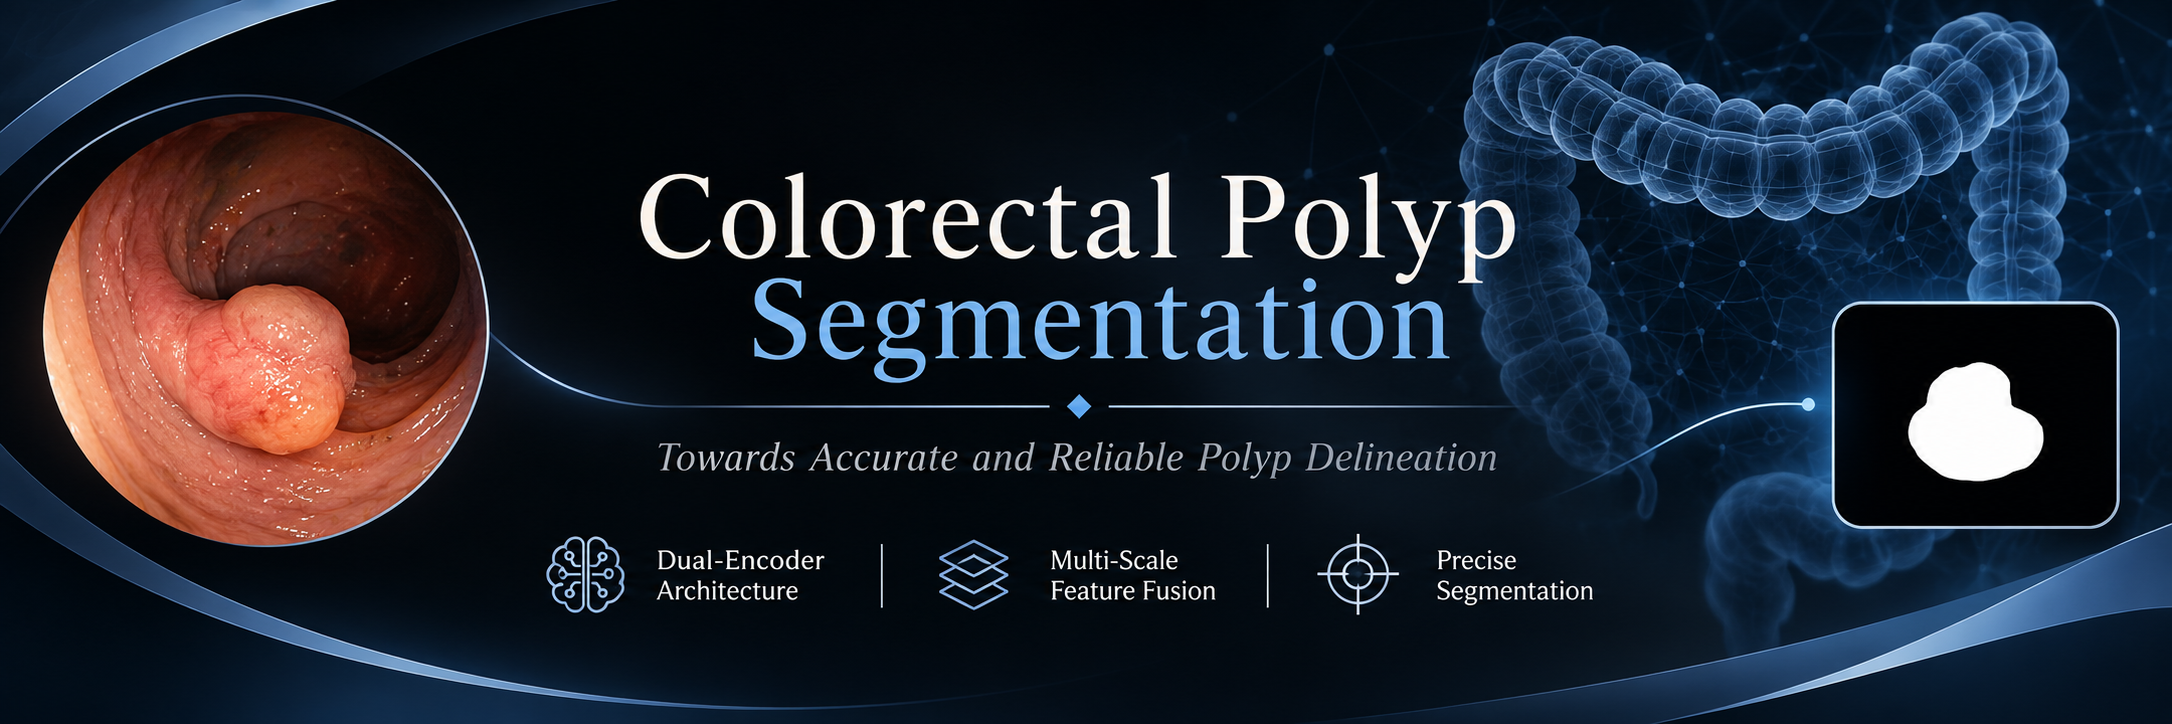 Colorectal Polyp
Segmentation
Towards Accurate and Reliable Polyp Delineation
Dual-Encoder
Architecture
Multi-Scale
Feature Fusion
Precise
Segmentation